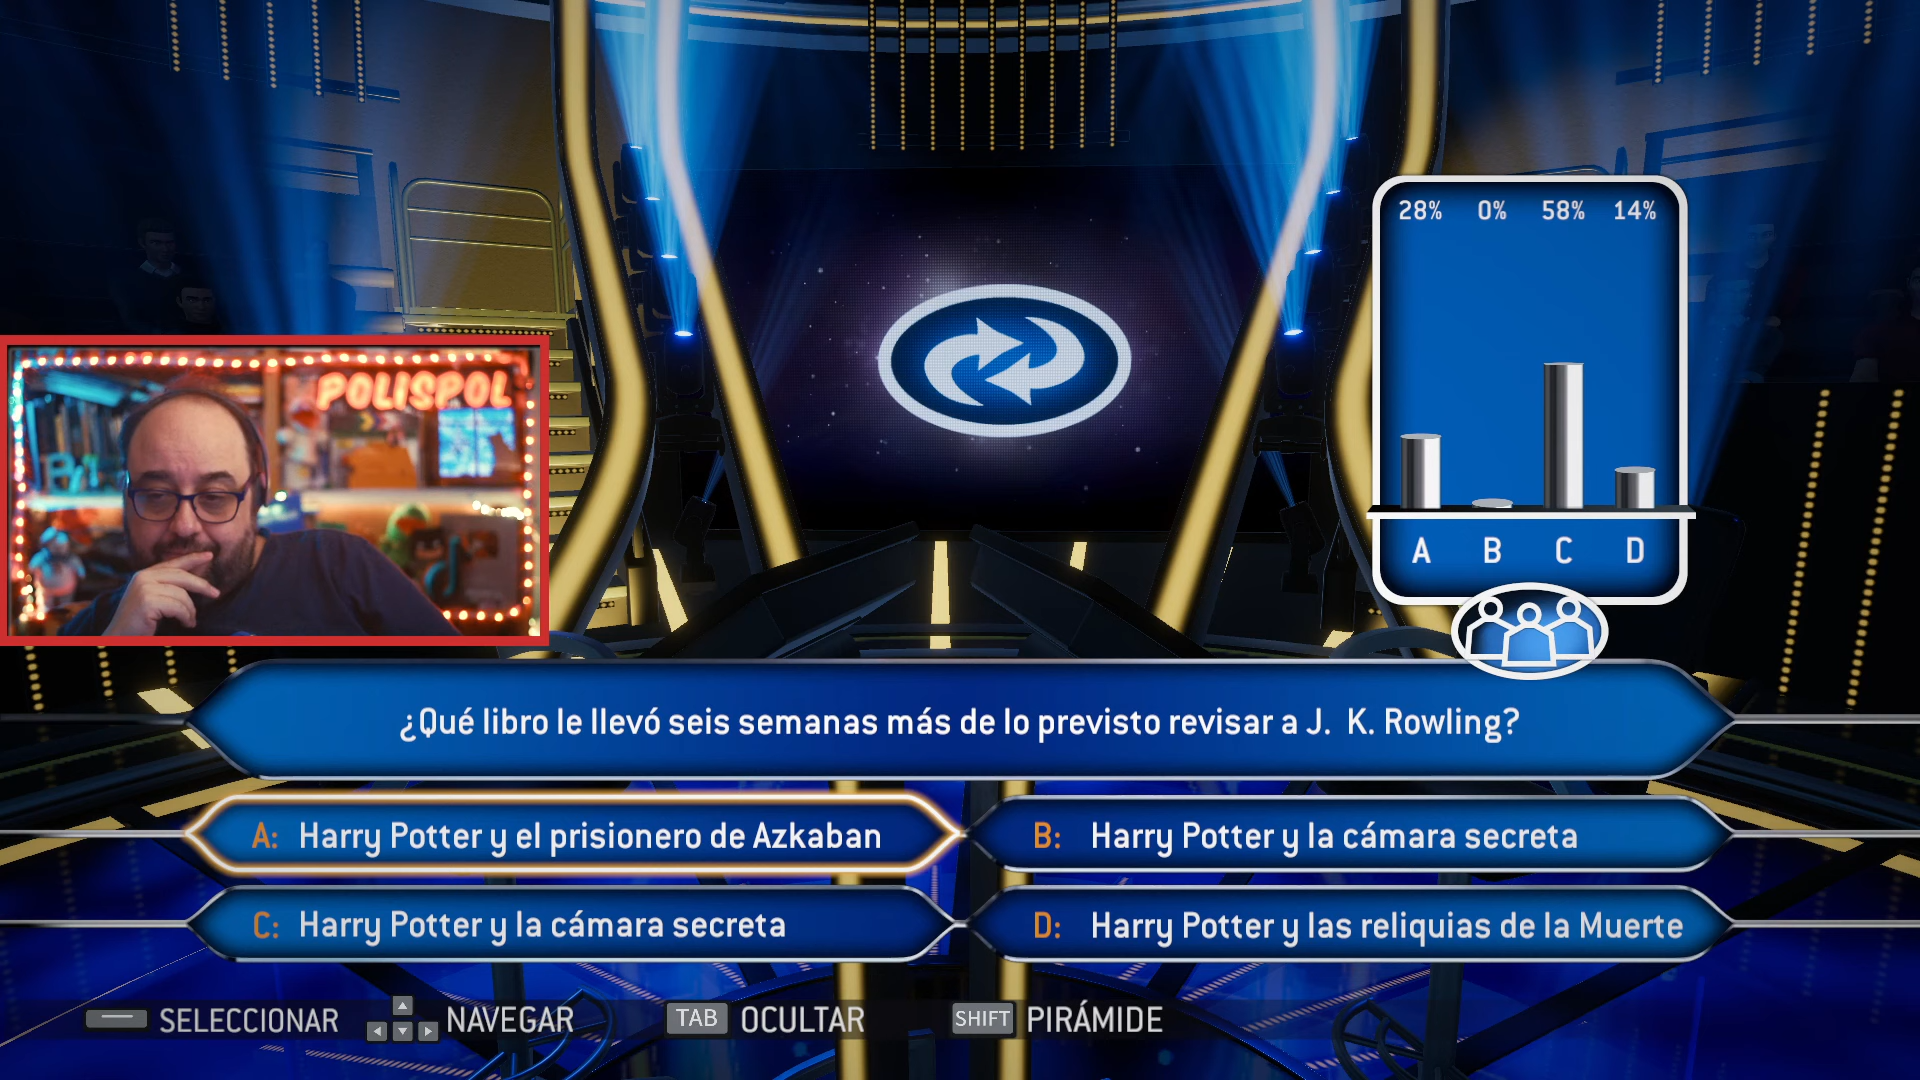 28% 0% 58% 14%
POLISPOL
A B C D
¿Qué libro le llevó seis semanas más de lo previsto revisar a J. K. Rowling?
A: Harry Potter y el prisionero de Azkaban
B: Harry Potter y la cámara secreta
C: Harry Potter y la cámara secreta
D: Harry Potter y las reliquias de la Muerte
SELECCIONAR
NAVEGAR
TAB OCULTAR
SHIFT PIRÁMIDE